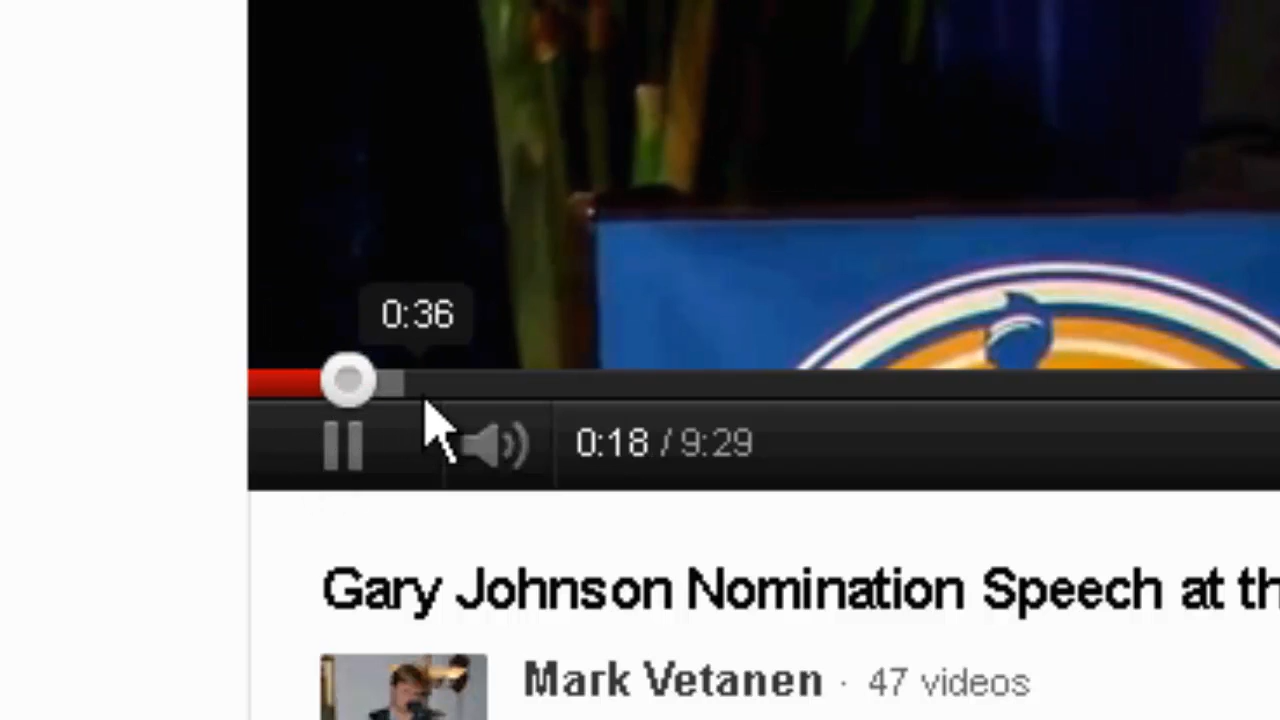 0:36
0:18 / 9:29
Gary Johnson Nomination Speech at th
Mark Vetanen · 47 videos